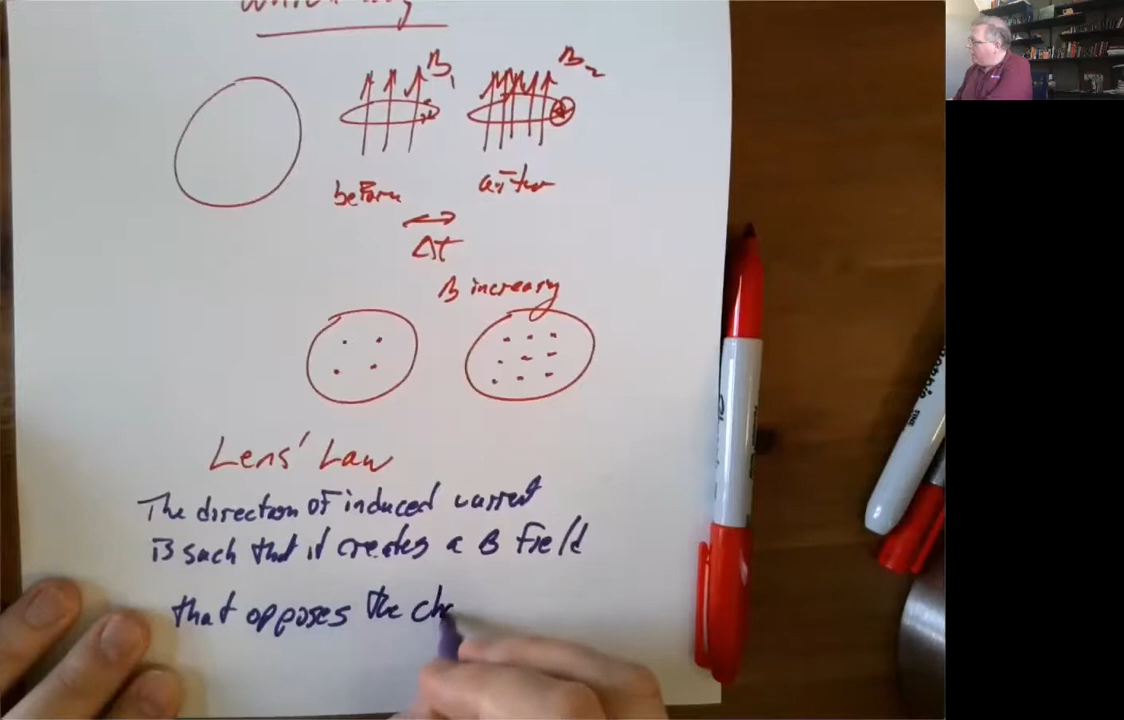 B₁ B₂
before after
Δt
B increasing
Lens' Law
The direction of induced current
is such that it creates a B field
that opposes the cha